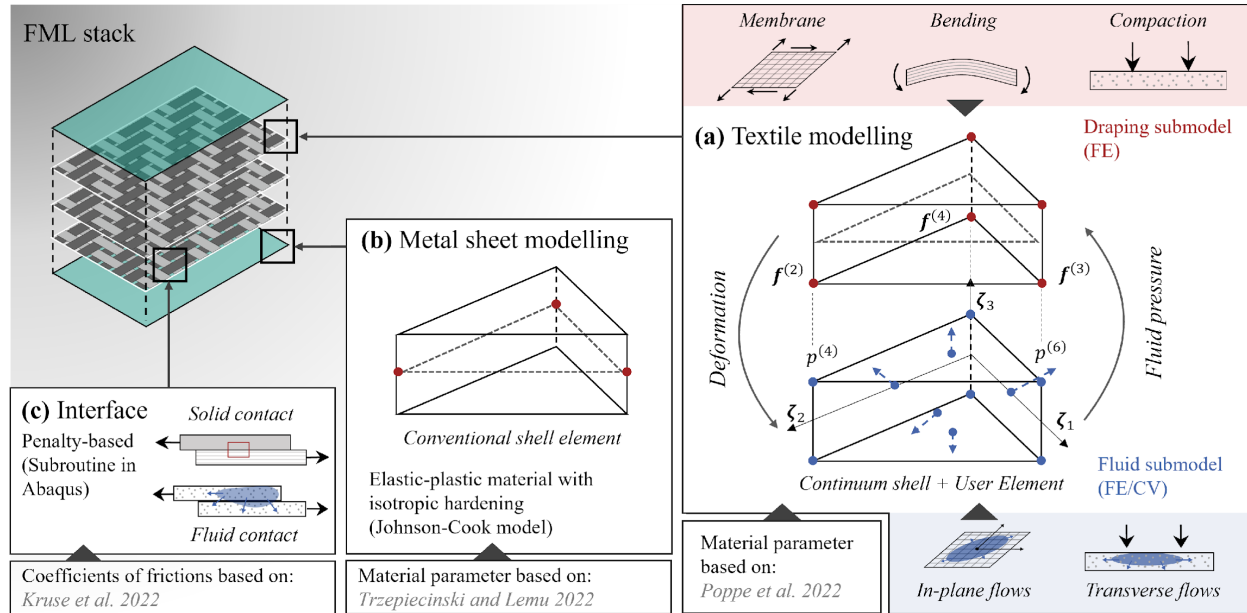 FML stack
Membrane
Bending
Compaction
(a) Textile modelling
Draping submodel
(FE)
f(4)
f(2)
f(3)
ζ3
Deformation
Fluid pressure
p(4)
p(6)
ζ2
ζ1
Fluid submodel
(FE/CV)
Continuum shell + User Element
Material parameter
based on:
Poppe et al. 2022
In-plane flows
Transverse flows
(b) Metal sheet modelling
Conventional shell element
Elastic-plastic material with
isotropic hardening
(Johnson-Cook model)
Material parameter based on:
Trzepiecinski and Lemu 2022
(c) Interface
Solid contact
Penalty-based
(Subroutine in
Abaqus)
Fluid contact
Coefficients of frictions based on:
Kruse et al. 2022